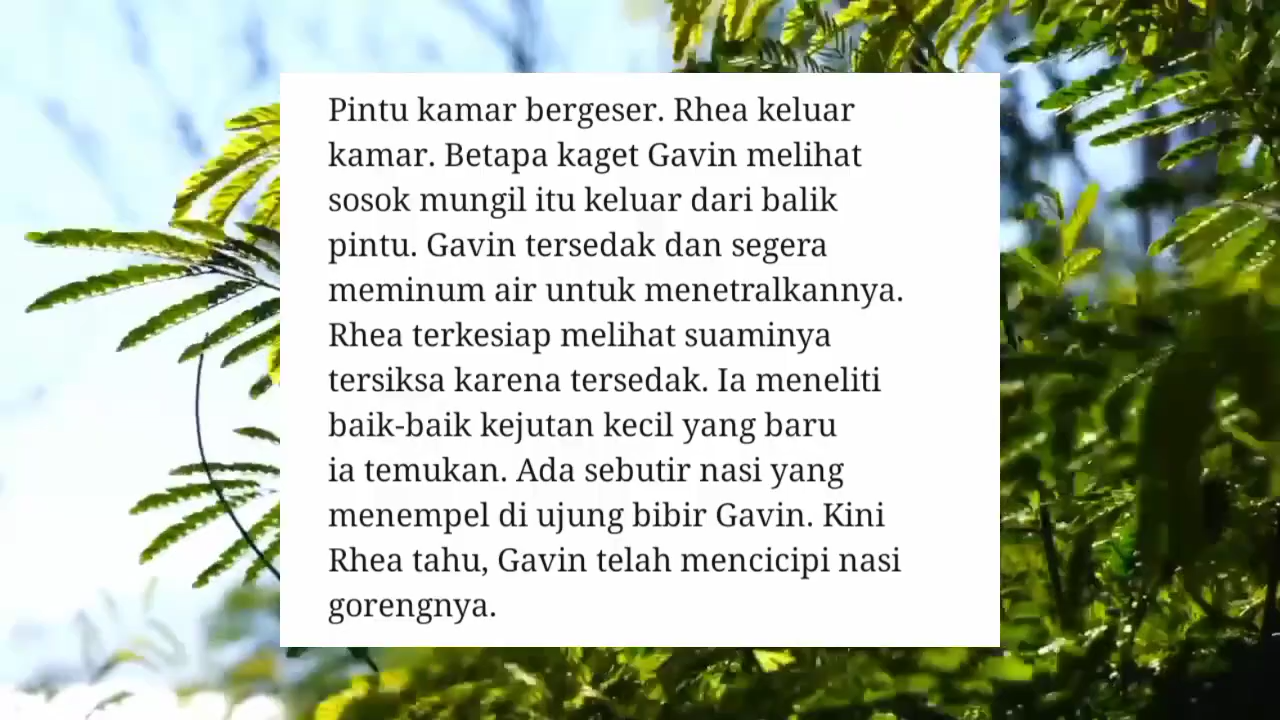 Pintu kamar bergeser. Rhea keluar
kamar. Betapa kaget Gavin melihat
sosok mungil itu keluar dari balik
pintu. Gavin tersedak dan segera
meminum air untuk menetralkannya.
Rhea terkesiap melihat suaminya
tersiksa karena tersedak. Ia meneliti
baik-baik kejutan kecil yang baru
ia temukan. Ada sebutir nasi yang
menempel di ujung bibir Gavin. Kini
Rhea tahu, Gavin telah mencicipi nasi
gorengnya.